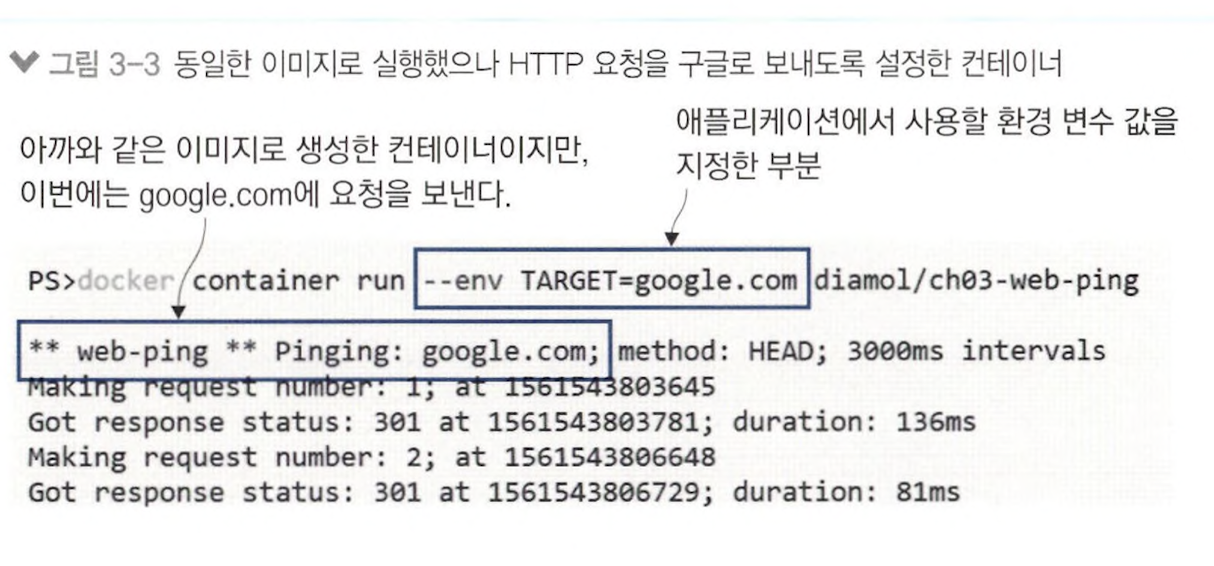 그림 3-3 동일한 이미지로 실행했으나 HTTP 요청을 구글로 보내도록 설정한 컨테이너
애플리케이션에서 사용할 환경 변수 값을
지정한 부분
아까와 같은 이미지로 생성한 컨테이너이지만,
이번에는 google.com에 요청을 보낸다.
PS>docker container run --env TARGET=google.com diamol/ch03-web-ping
** web-ping ** Pinging: google.com; method: HEAD; 3000ms intervals
Making request number: 1; at 1561543803645
Got response status: 301 at 1561543803781; duration: 136ms
Making request number: 2; at 1561543806648
Got response status: 301 at 1561543806729; duration: 81ms